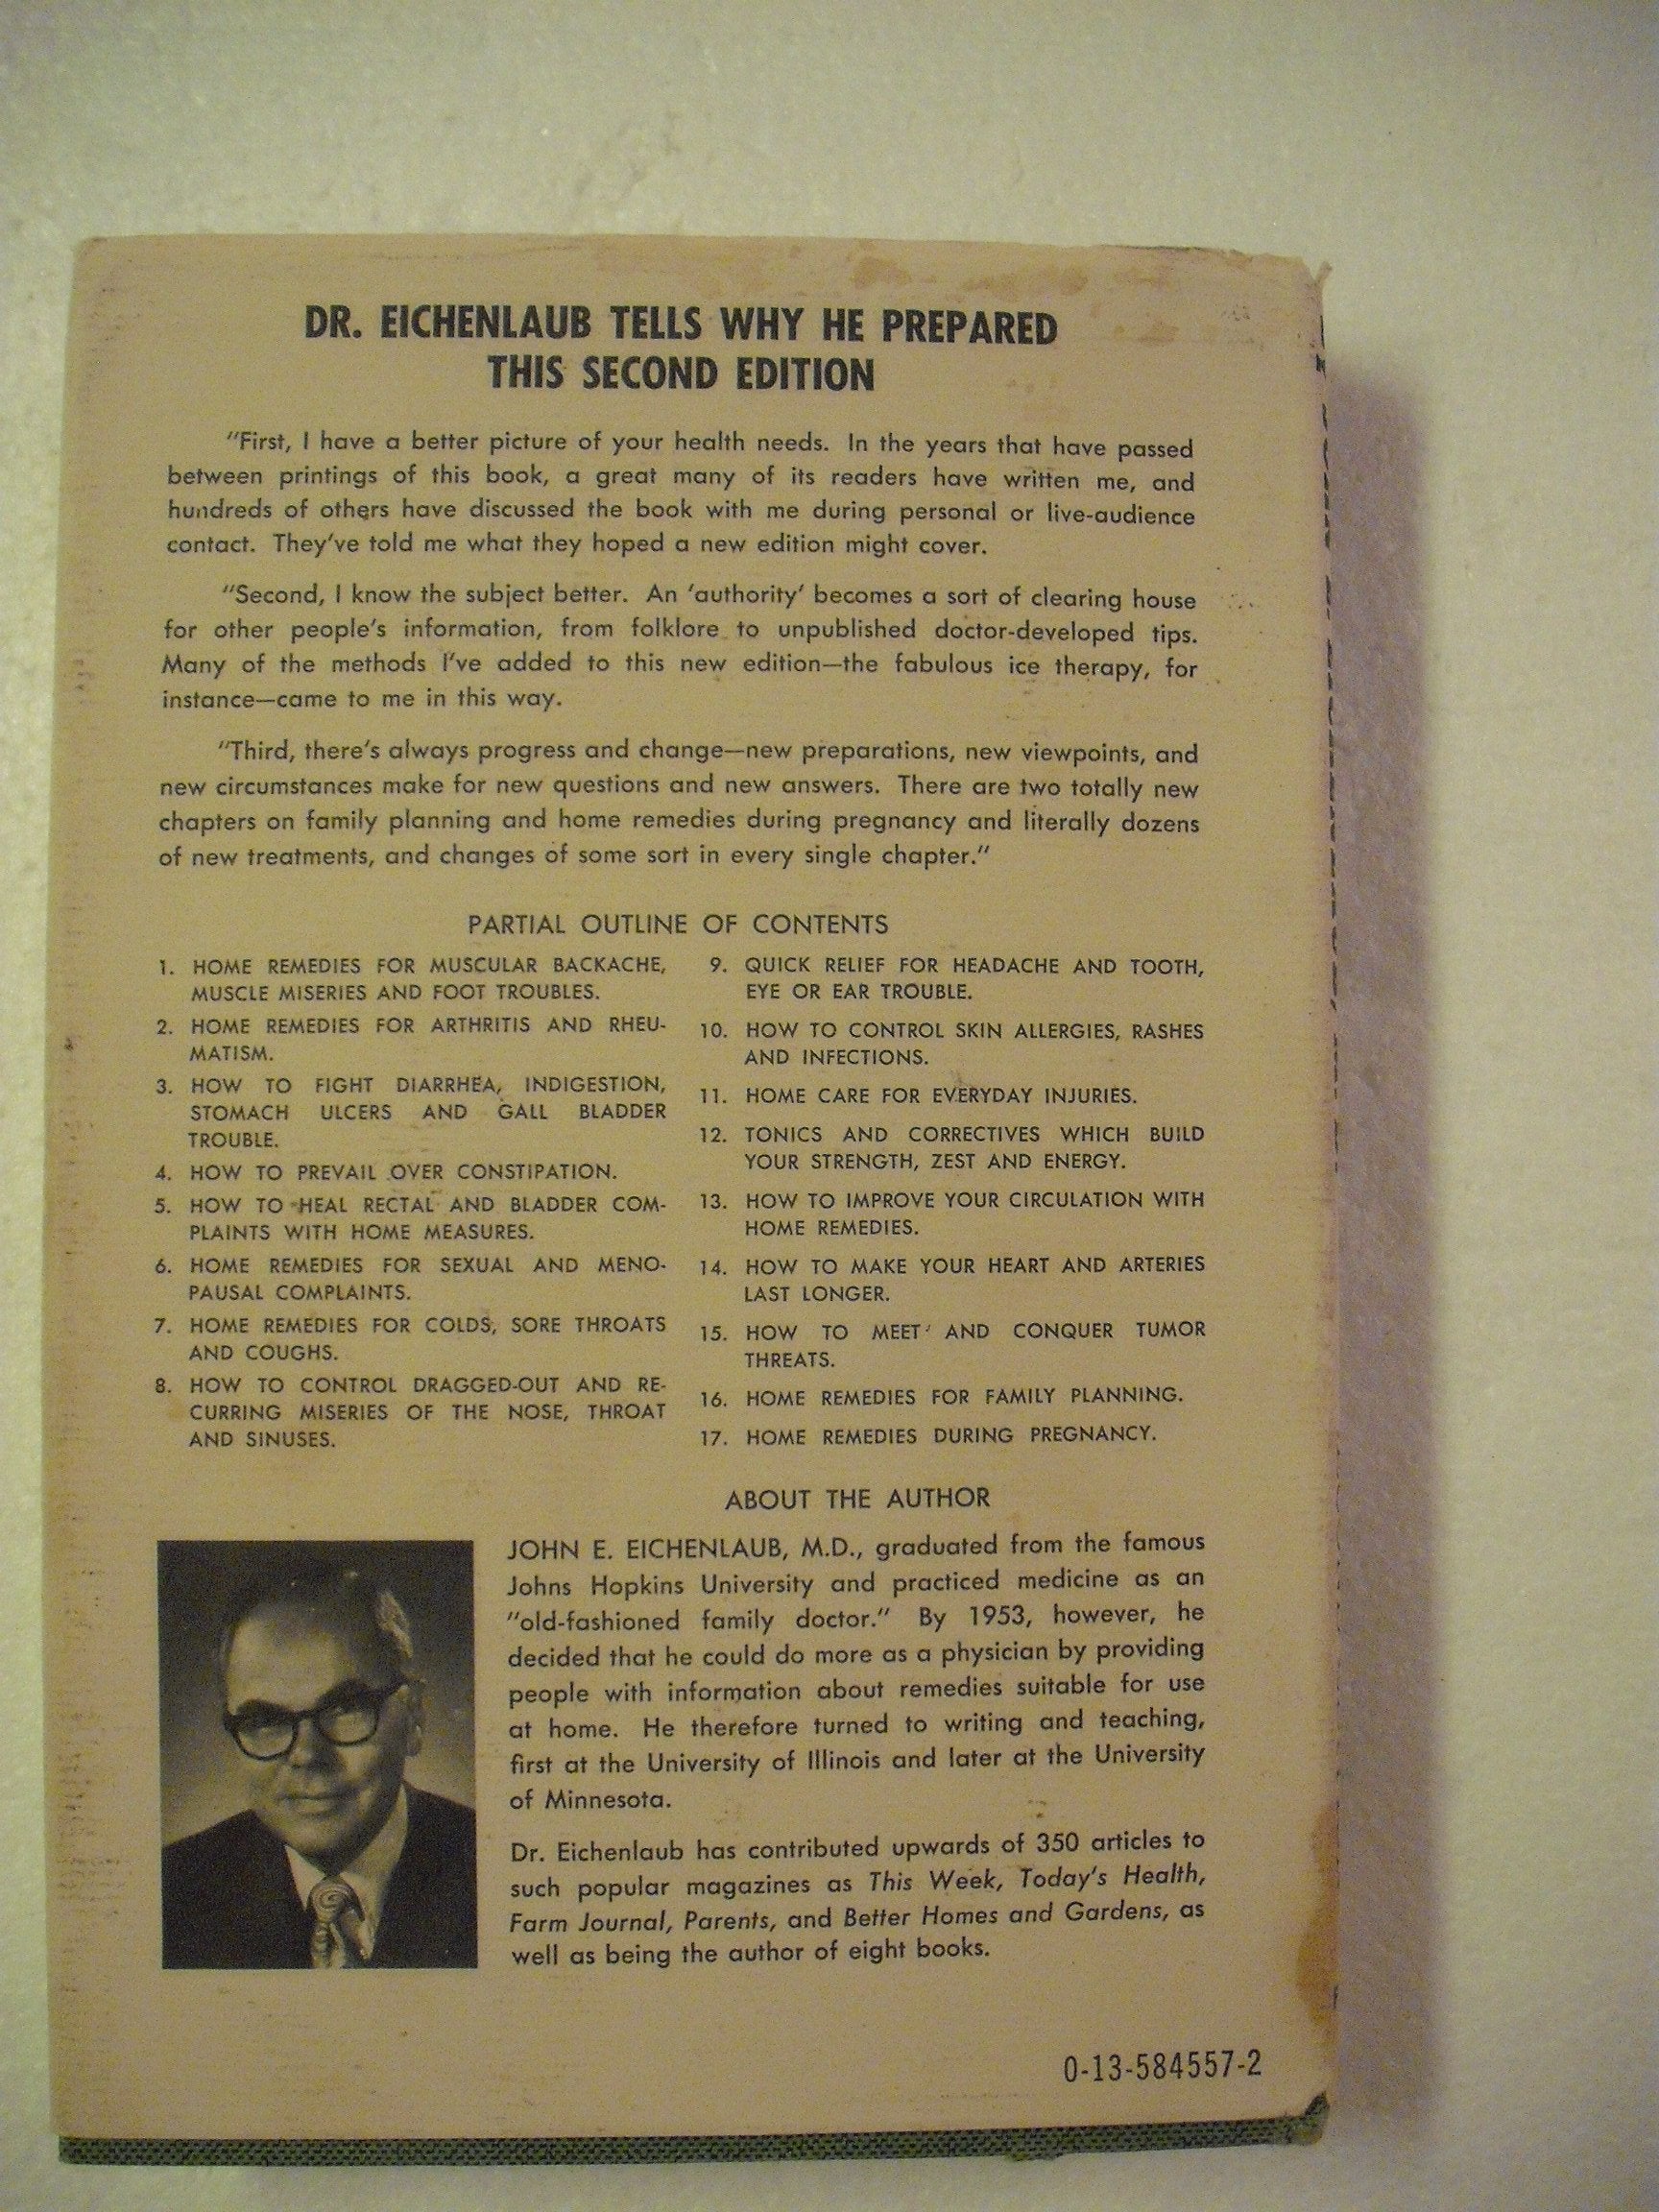 DR. EICHENLAUB TELLS WHY HE PREPARED
THIS SECOND EDITION
"First, I have a better picture of your health needs. In the years that have passed
between printings of this book, a great many of its readers have written me, and
hundreds of others have discussed the book with me during personal or live-audience
contact. They've told me what they hoped a new edition might cover.
"Second, I know the subject better. An 'authority' becomes a sort of clearing house
for other people's information, from folklore to unpublished doctor-developed tips.
Many of the methods I've added to this new edition—the fabulous ice therapy, for
instance—came to me in this way.
"Third, there's always progress and change—new preparations, new viewpoints, and
new circumstances make for new questions and new answers. There are two totally new
chapters on family planning and home remedies during pregnancy and literally dozens
of new treatments, and changes of some sort in every single chapter."
PARTIAL OUTLINE OF CONTENTS
1. HOME REMEDIES FOR MUSCULAR BACKACHE,
MUSCLE MISERIES AND FOOT TROUBLES.
2. HOME REMEDIES FOR ARTHRITIS AND RHEU-
MATISM.
3. HOW TO FIGHT DIARRHEA, INDIGESTION,
STOMACH ULCERS AND GALL BLADDER
TROUBLE.
4. HOW TO PREVAIL OVER CONSTIPATION.
5. HOW TO HEAL RECTAL AND BLADDER COM-
PLAINTS WITH HOME MEASURES.
6. HOME REMEDIES FOR SEXUAL AND MENO-
PAUSAL COMPLAINTS.
7. HOME REMEDIES FOR COLDS, SORE THROATS
AND COUGHS.
8. HOW TO CONTROL DRAGGED-OUT AND RE-
CURRING MISERIES OF THE NOSE, THROAT
AND SINUSES.
9. QUICK RELIEF FOR HEADACHE AND TOOTH,
EYE OR EAR TROUBLE.
10. HOW TO CONTROL SKIN ALLERGIES, RASHES
AND INFECTIONS.
11. HOME CARE FOR EVERYDAY INJURIES.
12. TONICS AND CORRECTIVES WHICH BUILD
YOUR STRENGTH, ZEST AND ENERGY.
13. HOW TO IMPROVE YOUR CIRCULATION WITH
HOME REMEDIES.
14. HOW TO MAKE YOUR HEART AND ARTERIES
LAST LONGER.
15. HOW TO MEET AND CONQUER TUMOR
THREATS.
16. HOME REMEDIES FOR FAMILY PLANNING.
17. HOME REMEDIES DURING PREGNANCY.
ABOUT THE AUTHOR
JOHN E. EICHENLAUB, M.D., graduated from the famous
Johns Hopkins University and practiced medicine as an
"old-fashioned family doctor." By 1953, however, he
decided that he could do more as a physician by providing
people with information about remedies suitable for use
at home. He therefore turned to writing and teaching,
first at the University of Illinois and later at the University
of Minnesota.
Dr. Eichenlaub has contributed upwards of 350 articles to
such popular magazines as This Week, Today's Health,
Farm Journal, Parents, and Better Homes and Gardens, as
well as being the author of eight books.
0-13-584557-2